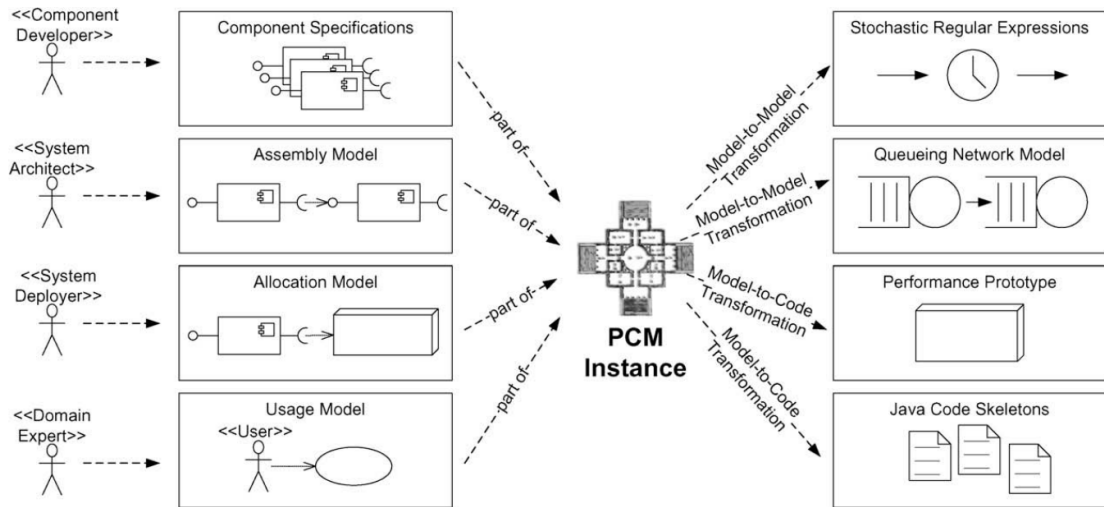 <<Component
Developer>>
Component Specifications
part of
<<System
Architect>>
Assembly Model
part of
<<System
Deployer>>
Allocation Model
part of
<<Domain
Expert>>
Usage Model
<<User>>
part of
PCM
Instance
Model-to-Model
Transformation
Stochastic Regular Expressions
Model-to-Model
Transformation
Queueing Network Model
Model-to-Code
Transformation
Performance Prototype
Model-to-Code
Transformation
Java Code Skeletons